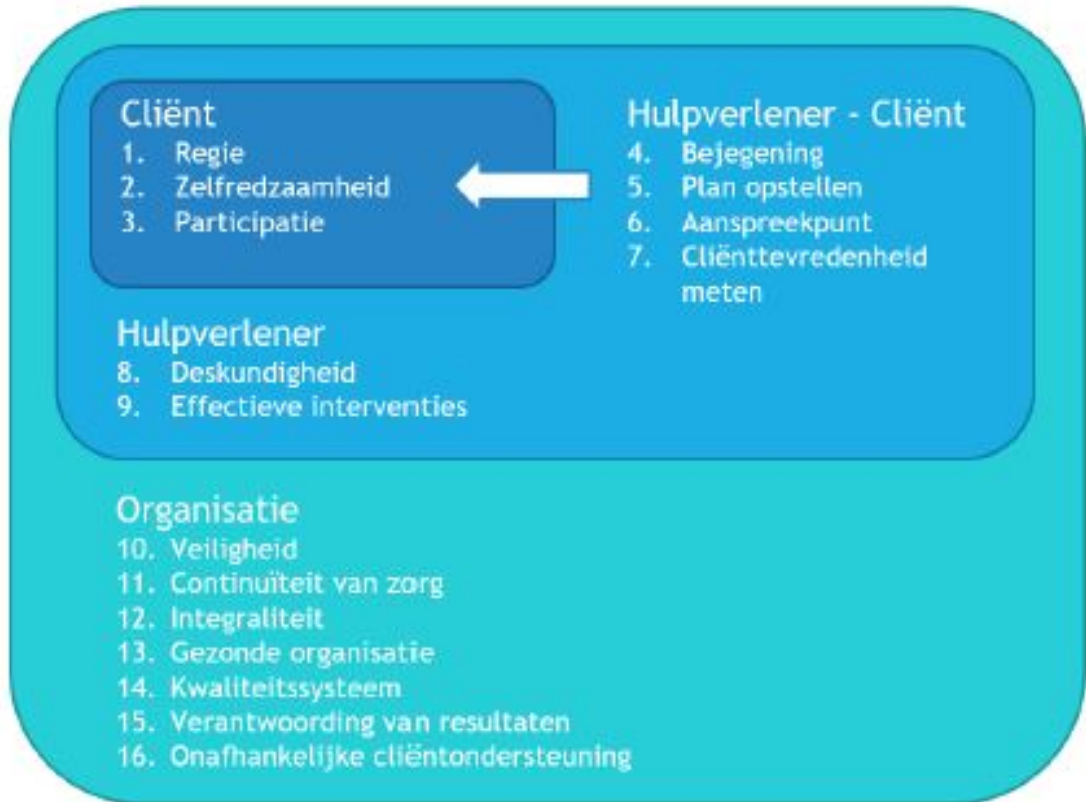 Cliënt
1. Regie
2. Zelfredzaamheid
3. Participatie
Hulpverlener - Cliënt
4. Bejegening
5. Plan opstellen
6. Aanspreekpunt
7. Cliënttevredenheid
meten
Hulpverlener
8. Deskundigheid
9. Effectieve interventies
Organisatie
10. Veiligheid
11. Continuïteit van zorg
12. Integraliteit
13. Gezonde organisatie
14. Kwaliteitssysteem
15. Verantwoording van resultaten
16. Onafhankelijke cliëntondersteuning